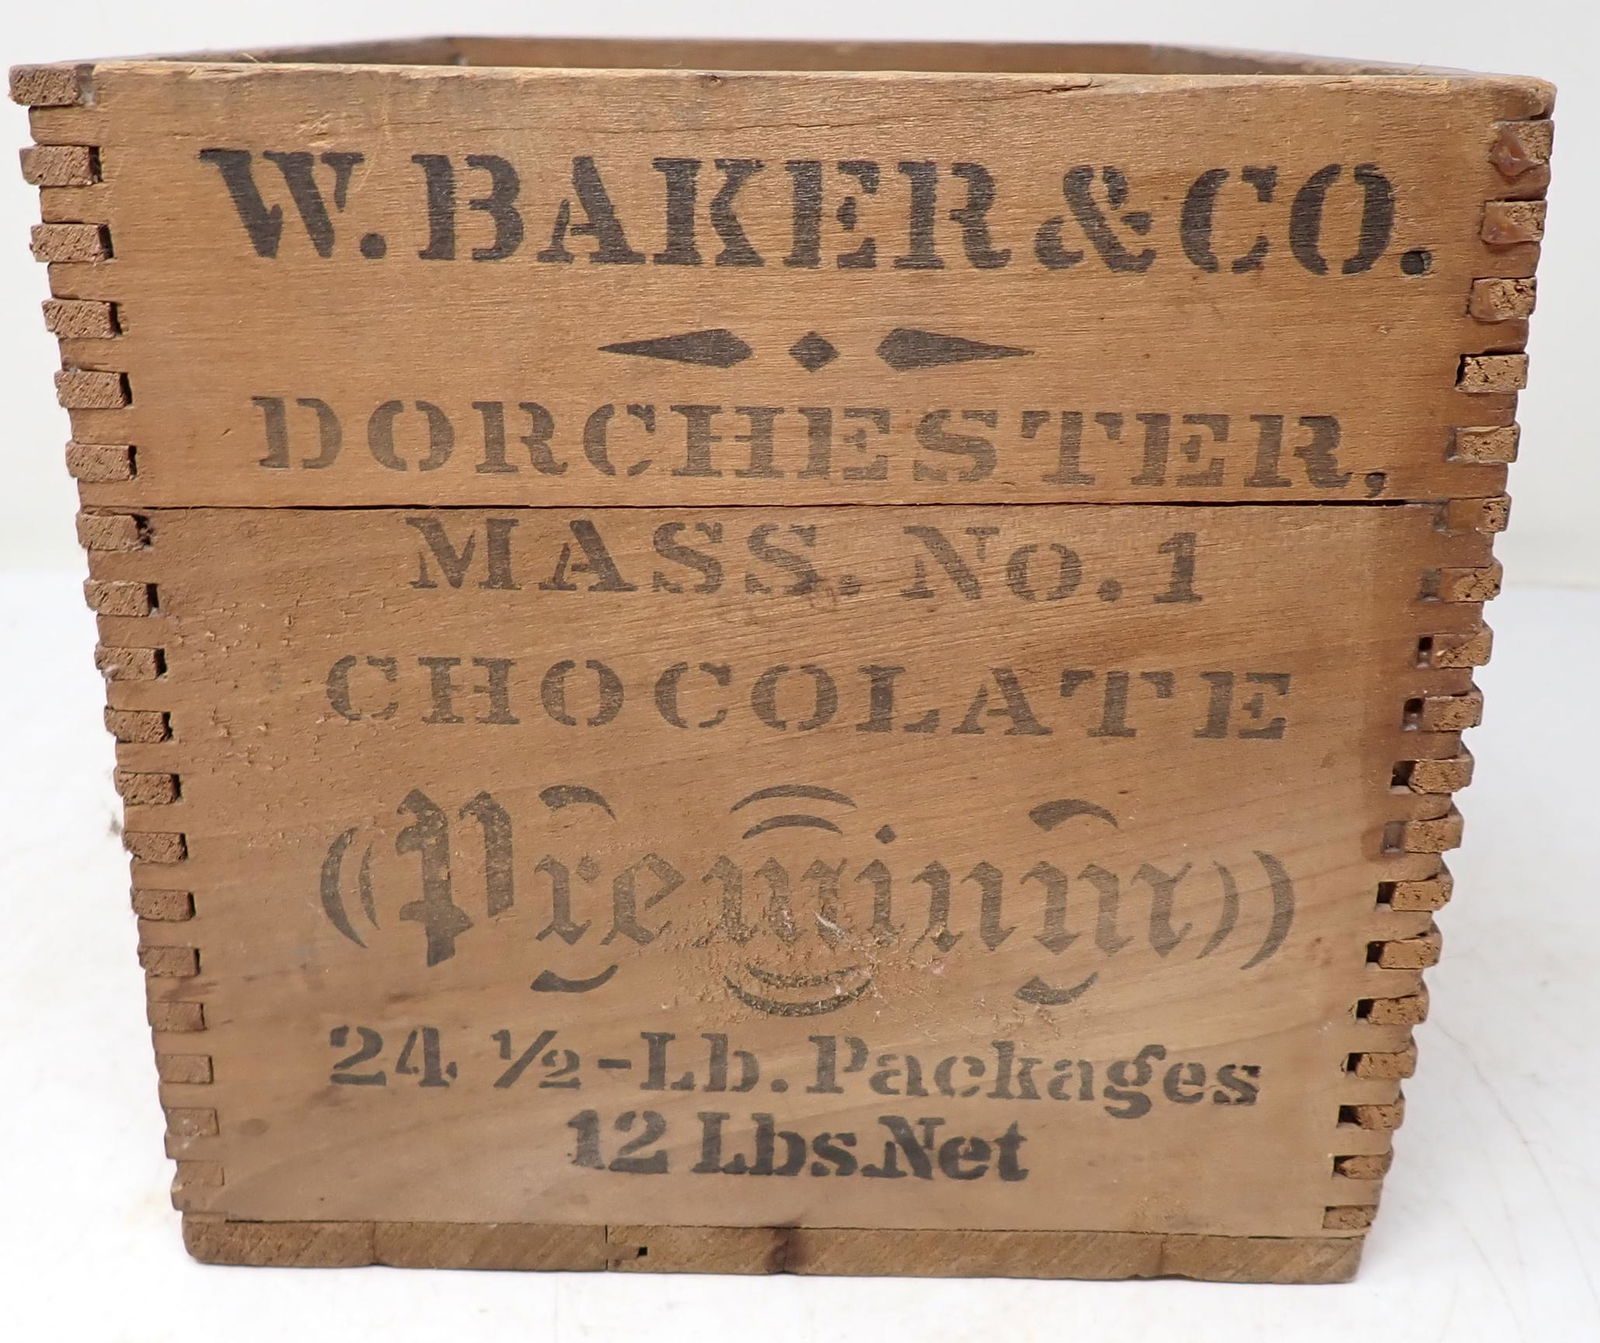 W. BAKER & CO.
DORCHESTER,
MASS. No. 1
CHOCOLATE
Premium
24 ½-Lb. Packages
12 Lbs. Net